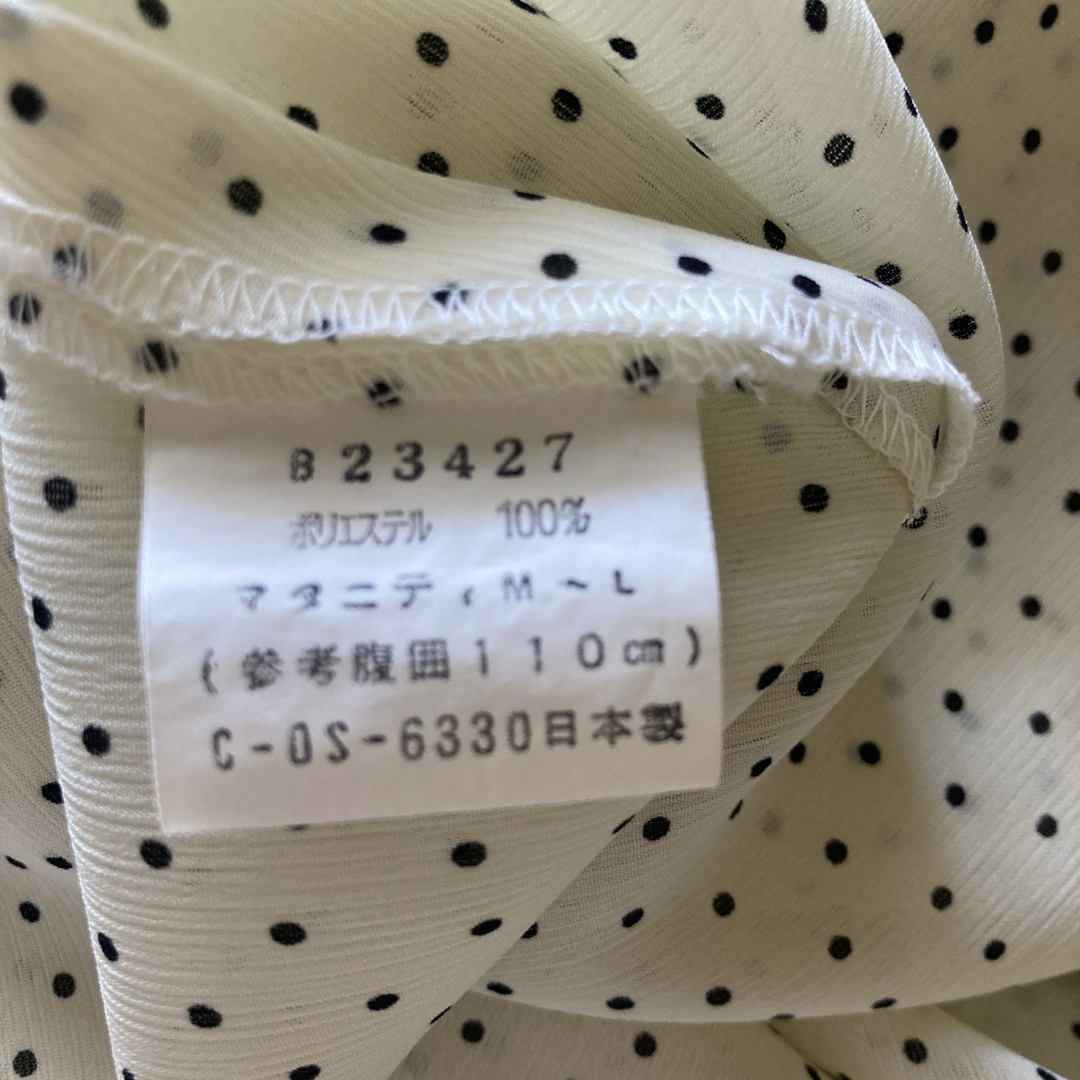 823427
ポリエステル 100%
マタニティM~L
(参考腹囲110㎝)
C-OS-6330日本製